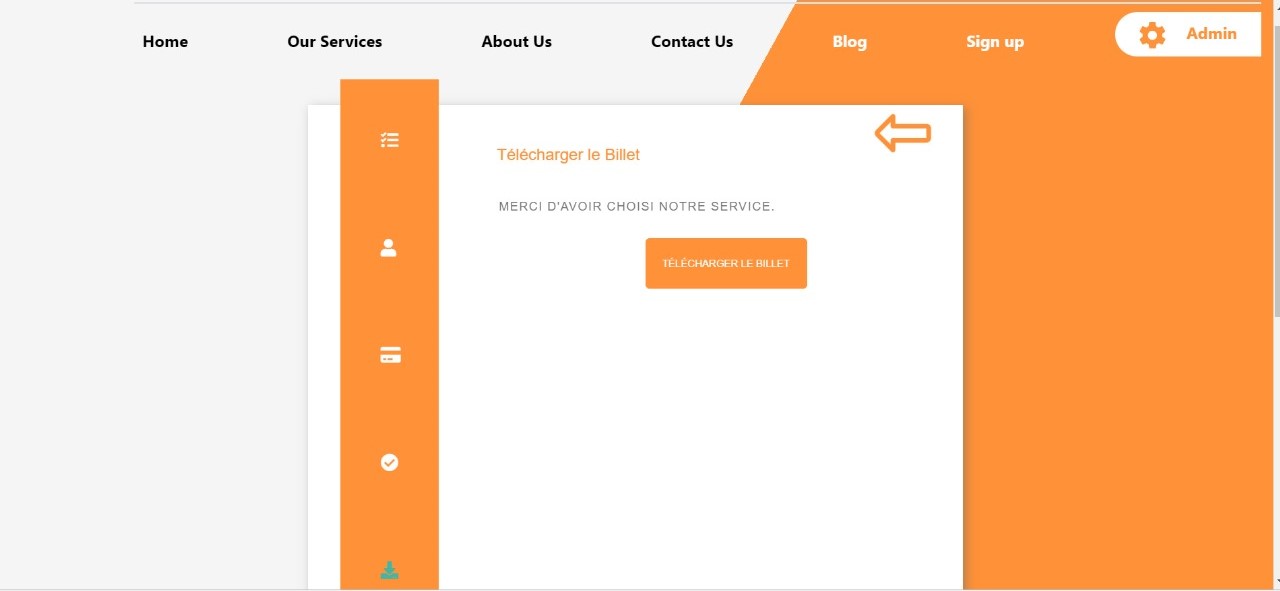 Home Our Services About Us Contact Us Blog Sign up Admin
Télécharger le Billet
MERCI D'AVOIR CHOISI NOTRE SERVICE.
TÉLÉCHARGER LE BILLET